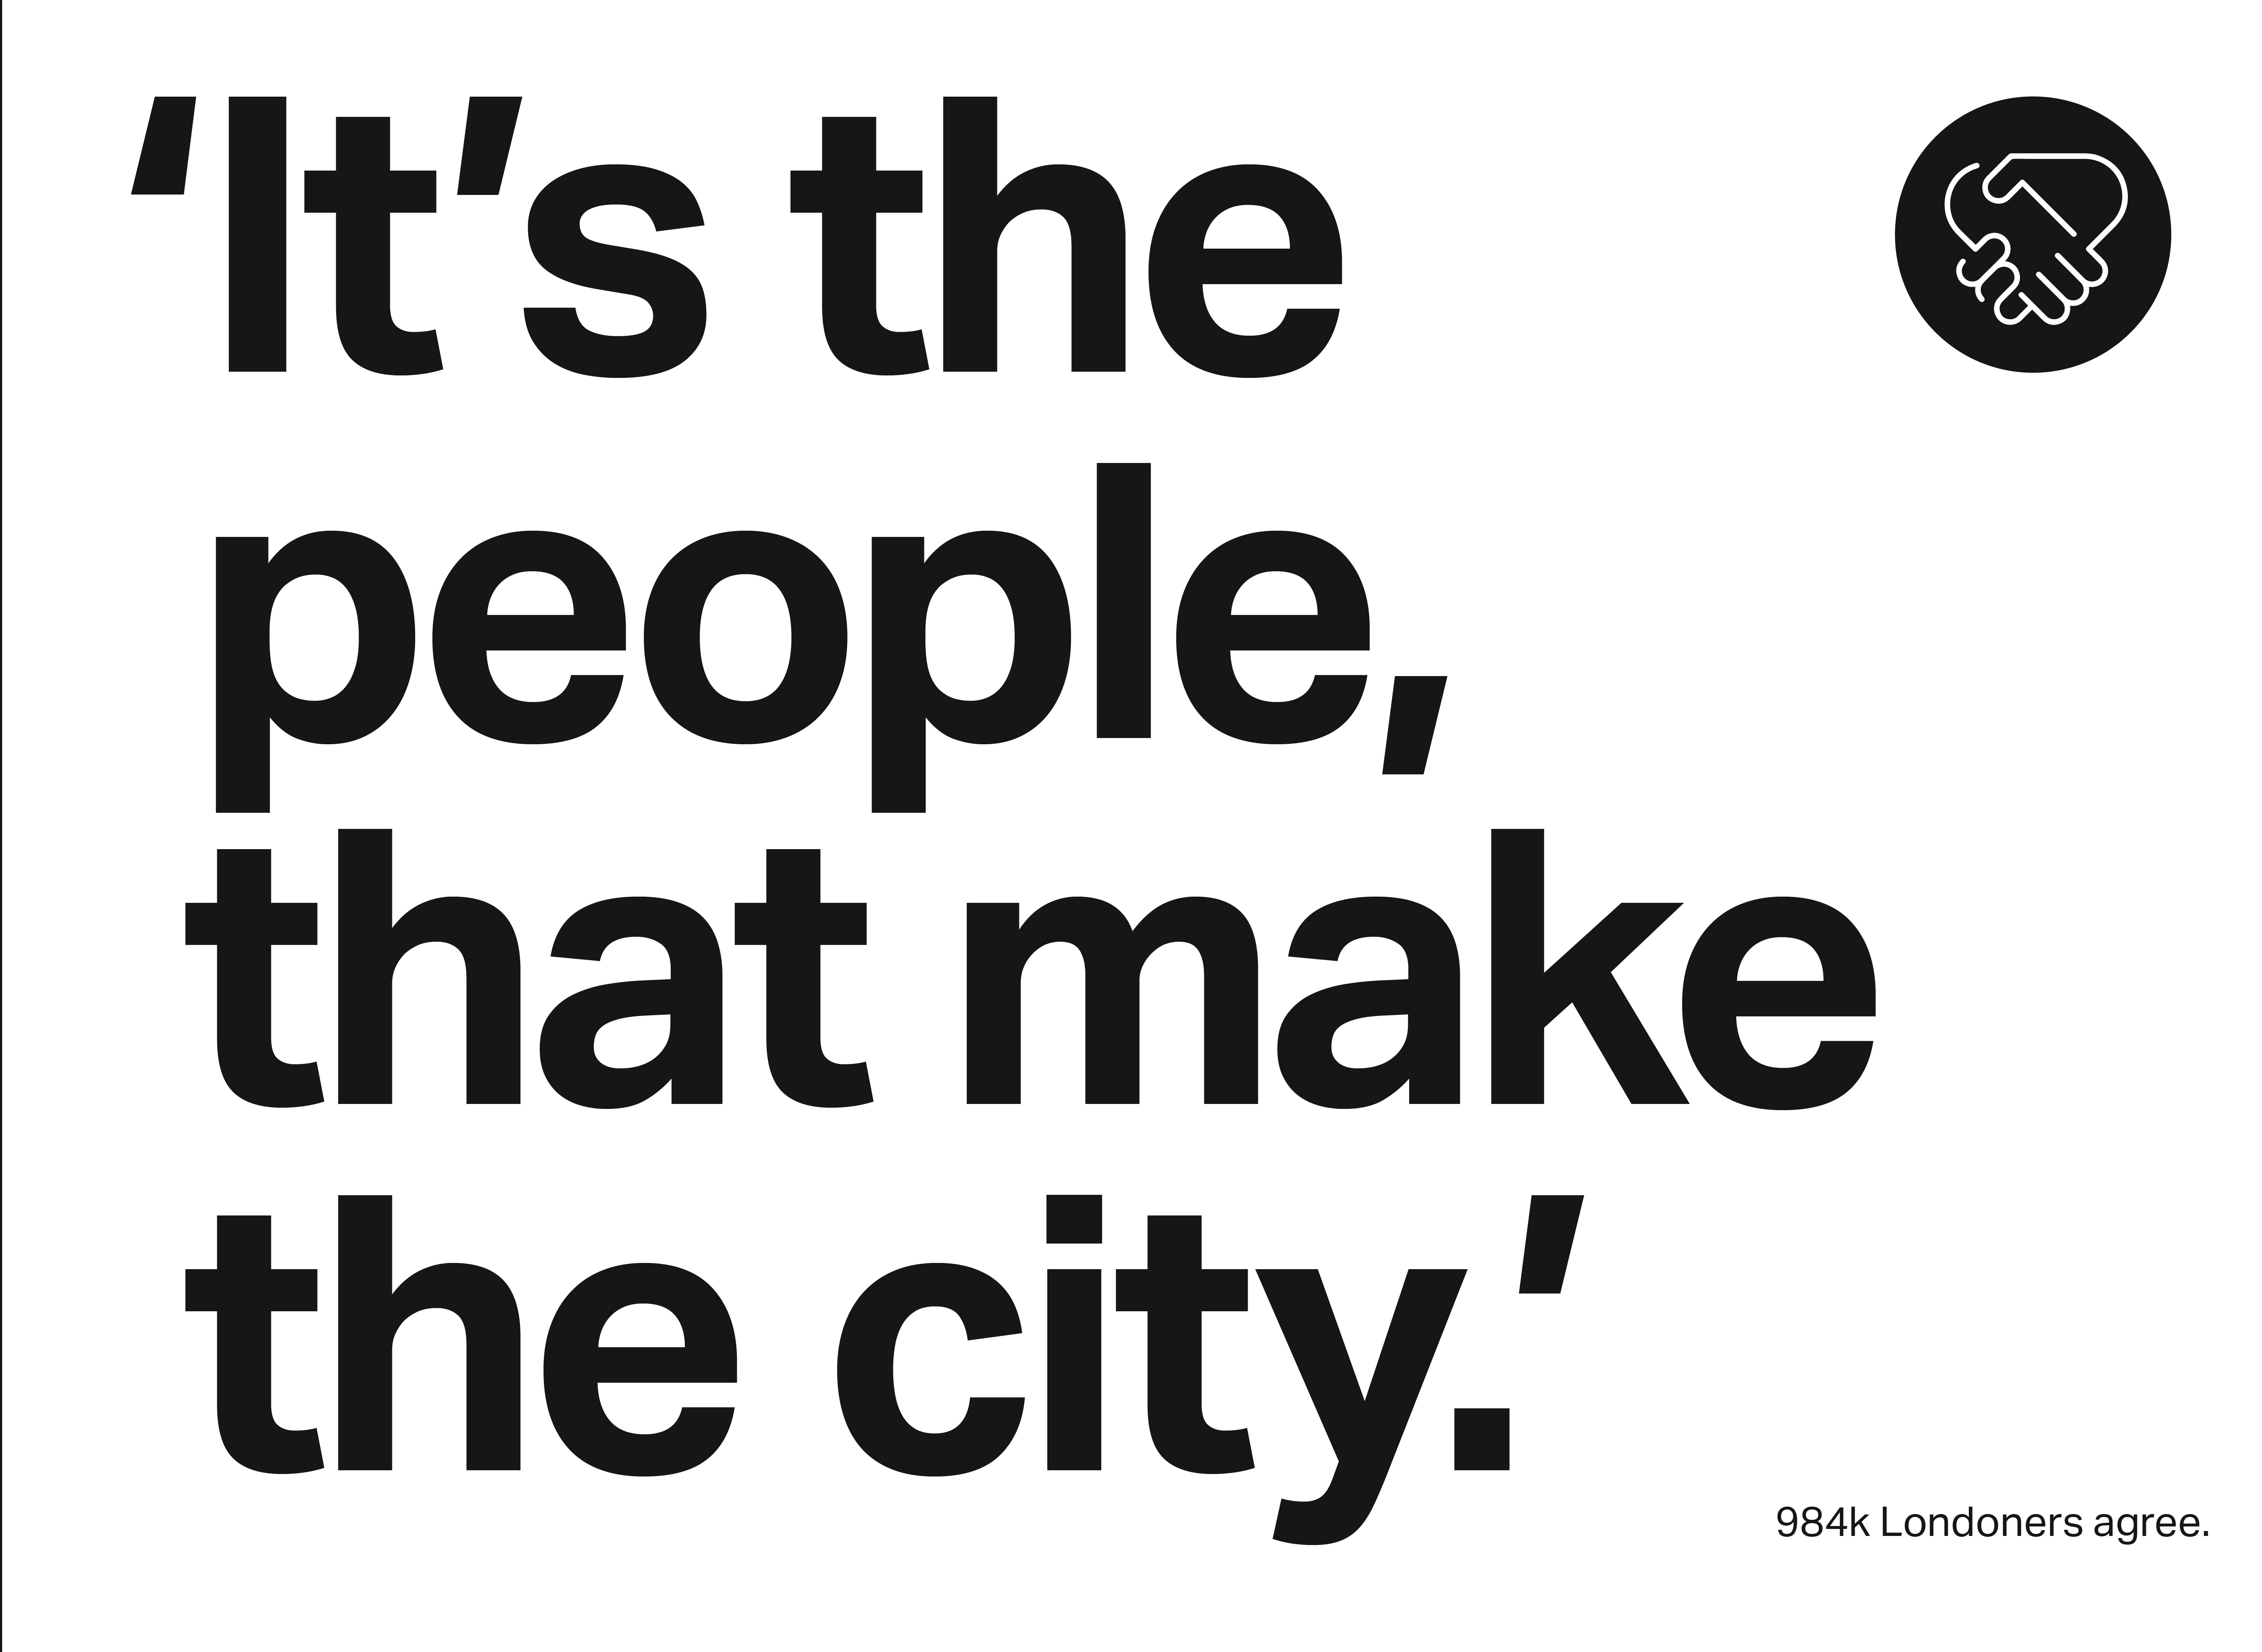 ‘It’s the
people,
that make
the city.’
984k Londoners agree.